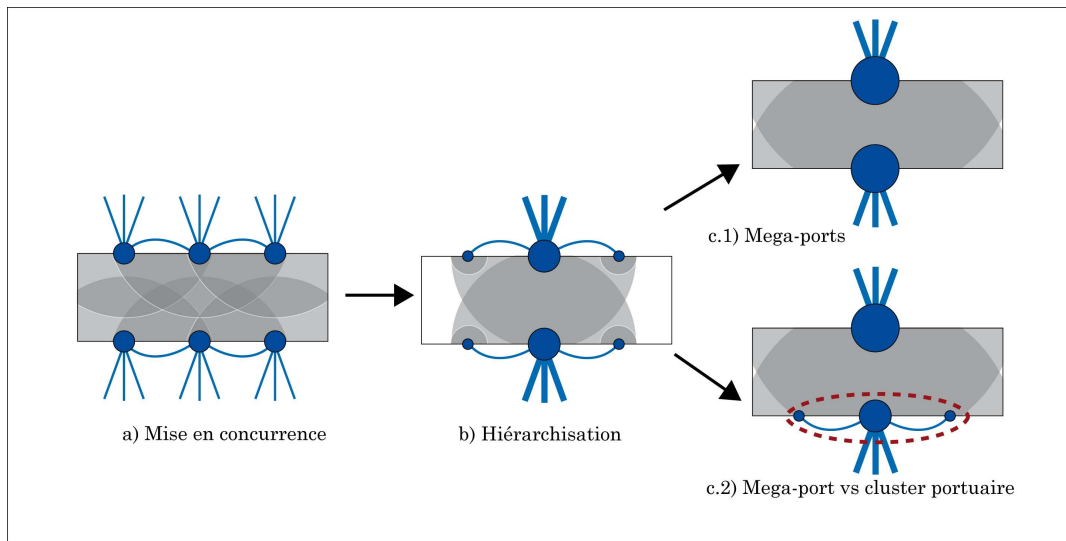 a) Mise en concurrence
b) Hiérarchisation
c.1) Mega-ports
c.2) Mega-port vs cluster portuaire